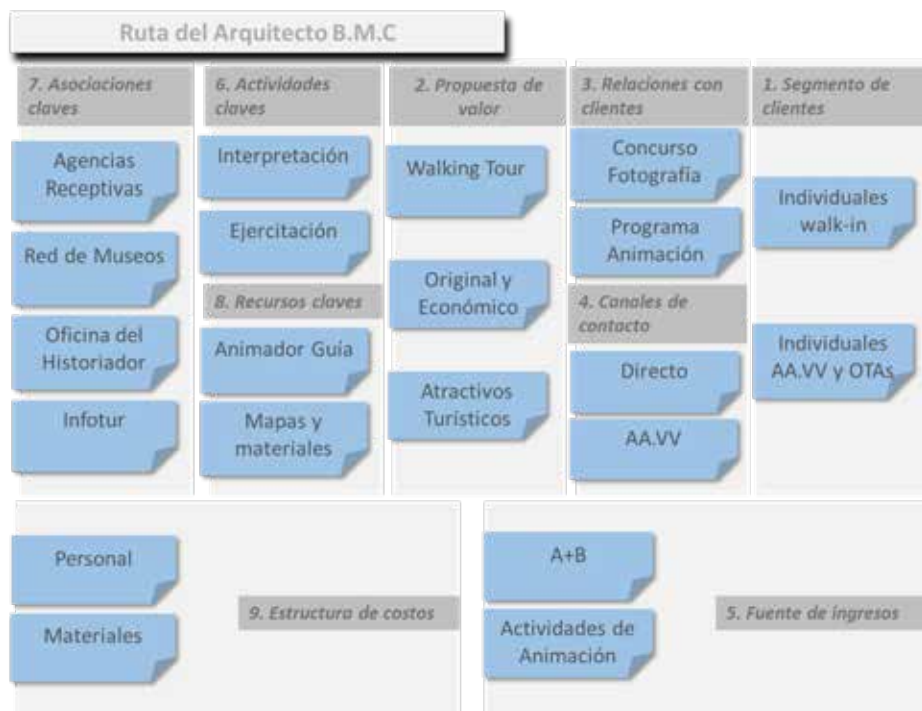 Ruta del Arquitecto B.M.C
7. Asociaciones
claves
Agencias
Receptivas
Red de Museos
Oficina del
Historiador
Infotur
6. Actividades
claves
Interpretación
Ejercitación
8. Recursos claves
Animador Guía
Mapas y
materiales
2. Propuesta de
valor
Walking Tour
Original y
Económico
Atractivos
Turísticos
3. Relaciones con
clientes
Concurso
Fotografía
Programa
Animación
4. Canales de
contacto
Directo
AA.VV
1. Segmento de
clientes
Individuales
walk-in
Individuales
AA.VV y OTAs
Personal
Materiales
9. Estructura de costos
A+B
Actividades de
Animación
5. Fuente de ingresos